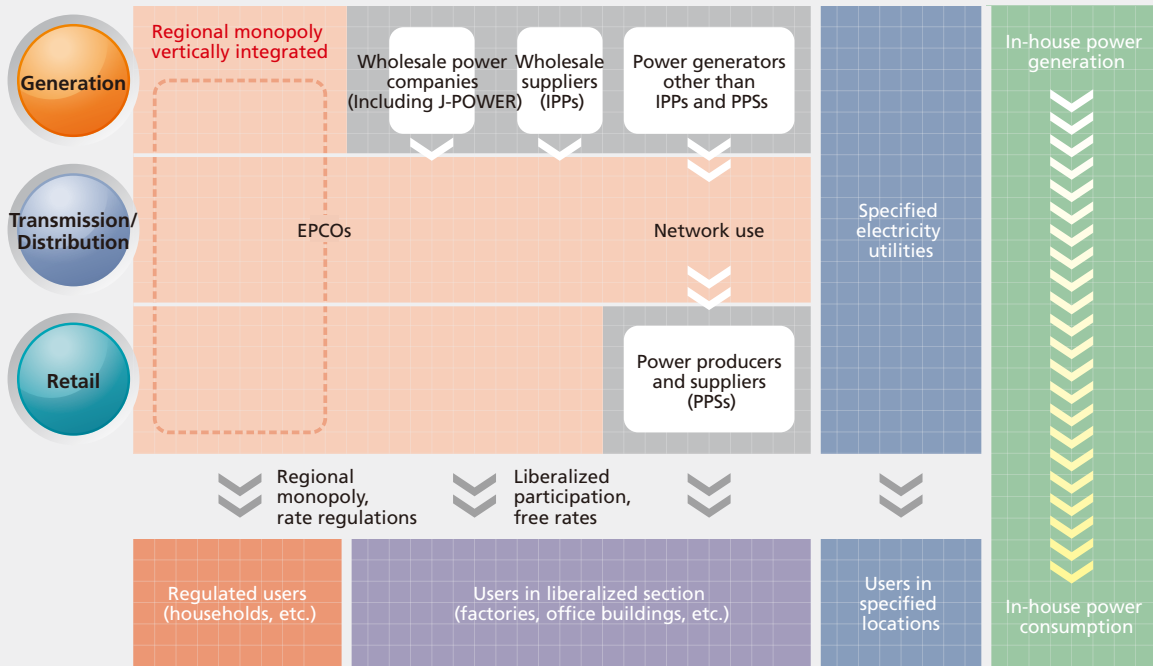 Generation
Regional monopoly
vertically integrated
Wholesale power
companies
(Including J-POWER)
Wholesale
suppliers
(IPPs)
Power generators
other than
IPPs and PPSs
In-house power
generation
Transmission/
Distribution
EPCOs
Network use
Specified
electricity
utilities
Retail
Power producers
and suppliers
(PPSs)
Regional
monopoly,
rate regulations
Liberalized
participation,
free rates
Regulated users
(households, etc.)
Users in liberalized section
(factories, office buildings, etc.)
Users in
specified
locations
In-house power
consumption